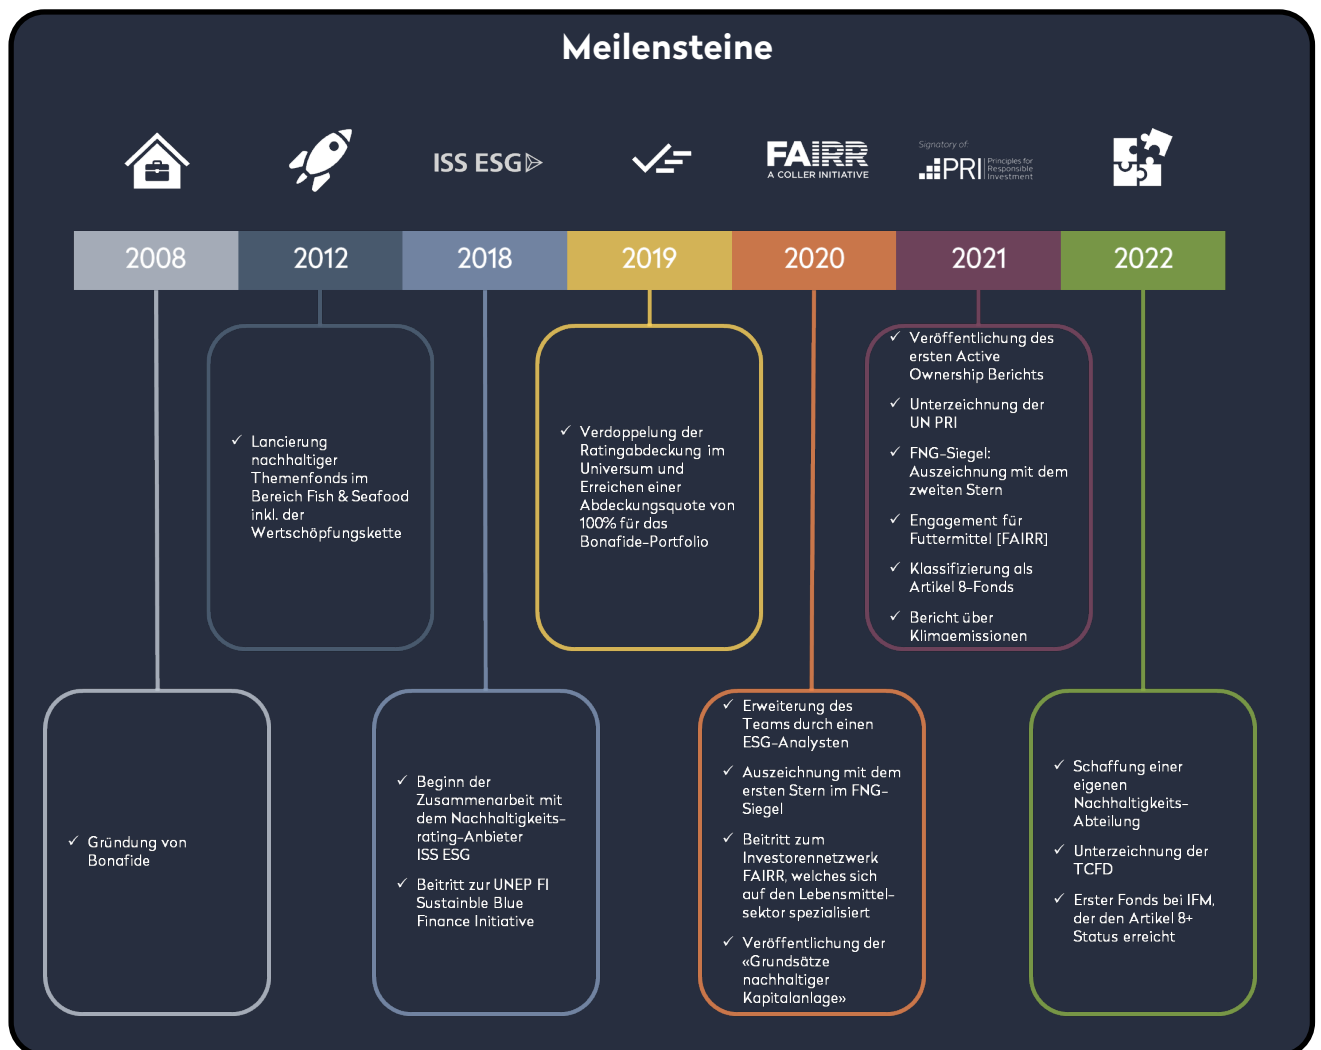 Meilensteine
ISS ESG
FAIRR
A COLLER INITIATIVE
Signatory of:
PRI
Principles for
Responsible
Investment
2008
2012
2018
2019
2020
2021
2022
✓ Gründung von
Bonafide
✓ Lancierung
nachhaltiger
Themenfonds im
Bereich Fish & Seafood
inkl. der
Wertschöpfungskette
✓ Beginn der
Zusammenarbeit mit
dem Nachhaltigkeits-
rating-Anbieter
ISS ESG
✓ Beitritt zur UNEP FI
Sustainble Blue
Finance Initiative
✓ Verdoppelung der
Ratingabdeckung im
Universum und
Erreichen einer
Abdeckungsquote von
100% für das
Bonafide-Portfolio
✓ Erweiterung des
Teams durch einen
ESG-Analysten
✓ Auszeichnung mit dem
ersten Stern im FNG-
Siegel
✓ Beitritt zum
Investorennetzwerk
FAIRR, welches sich
auf den Lebensmittel-
sektor spezialisiert
✓ Veröffentlichung der
«Grundsätze
nachhaltiger
Kapitalanlage»
✓ Veröffentlichung des
ersten Active
Ownership Berichts
✓ Unterzeichnung der
UN PRI
✓ FNG-Siegel:
Auszeichnung mit dem
zweiten Stern
✓ Engagement für
Futtermittel [FAIRR]
✓ Klassifizierung als
Artikel 8-Fonds
✓ Bericht über
Klimaemissionen
✓ Schaffung einer
eigenen
Nachhaltigkeits-
Abteilung
✓ Unterzeichnung der
TCFD
✓ Erster Fonds bei IFM,
der den Artikel 8+
Status erreicht